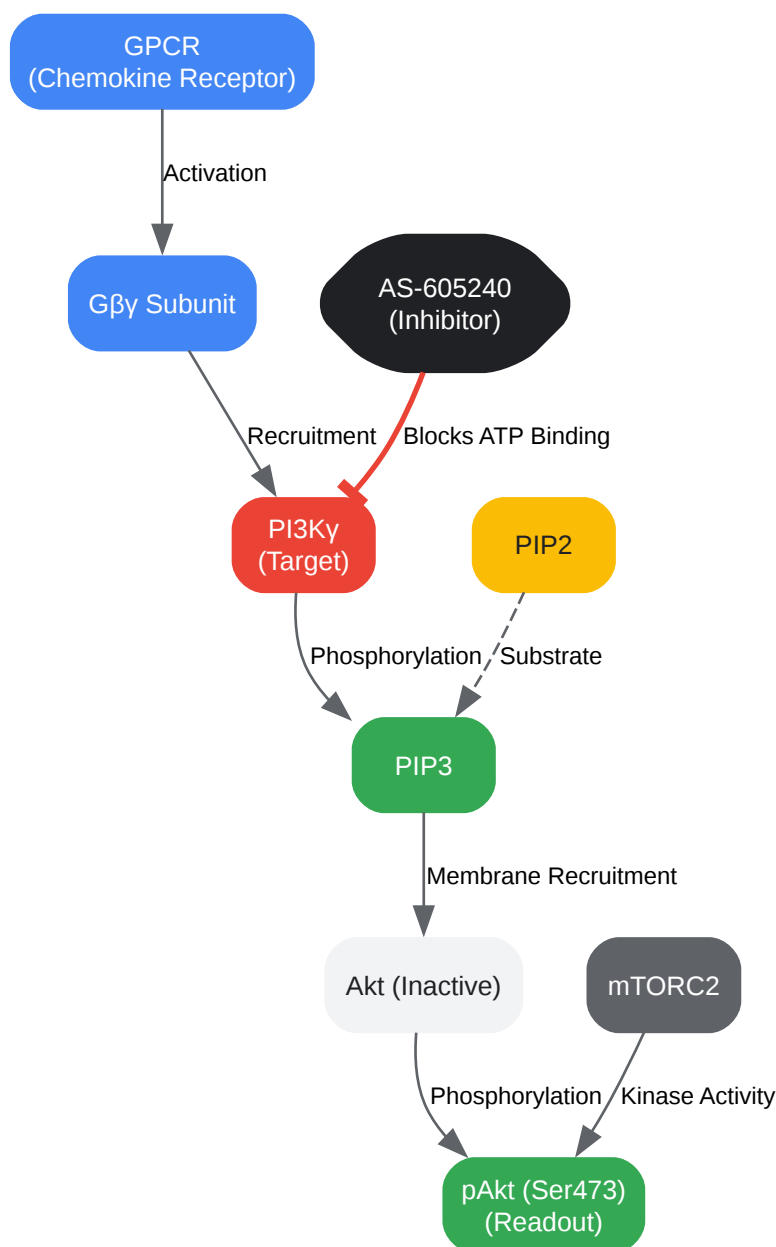 GPCR
(Chemokine Receptor)
Activation
Gβγ Subunit
AS-605240
(Inhibitor)
Recruitment
Blocks ATP Binding
PI3Kγ
(Target)
PIP2
Phosphorylation
Substrate
PIP3
Membrane Recruitment
Akt (Inactive)
mTORC2
Phosphorylation
Kinase Activity
pAkt (Ser473)
(Readout)